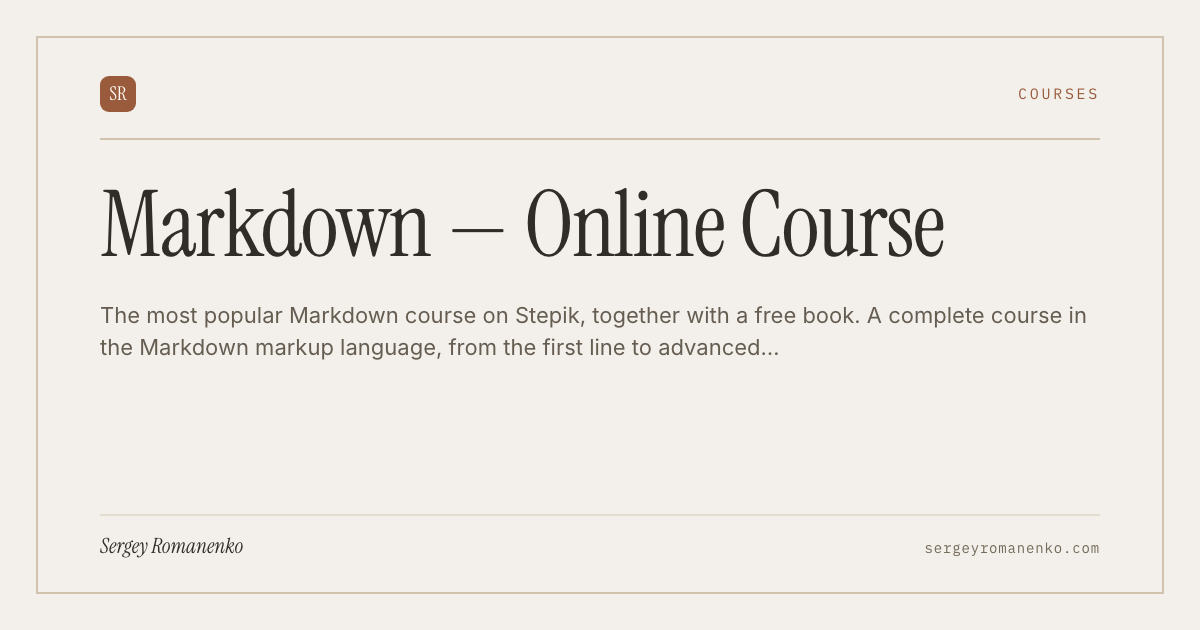 SR
COURSES
Markdown — Online Course
The most popular Markdown course on Stepik, together with a free book. A complete course in
the Markdown markup language, from the first line to advanced...
Sergey Romanenko
sergeyromanenko.com